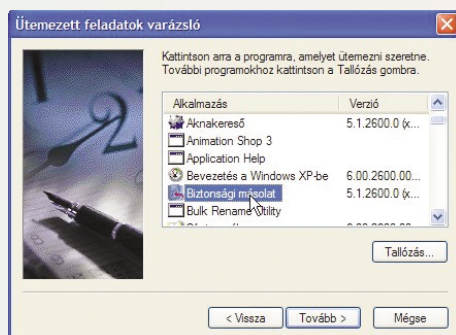 Ütemezett feladatok varázsló
Kattintson arra a programra, amelyet ütemezni szeretne.
További programokhoz kattintson a Tallózás gombra.
Alkalmazás Verzió
Aknakereső 5.1.2600.0 (x...
Animation Shop 3
Application Help
Bevezetés a Windows XP-be 6.00.2600.00...
Biztonsági másolat 5.1.2600.0 (x...
Bulk Rename Utility
Tallózás...
< Vissza Tovább > Mégse